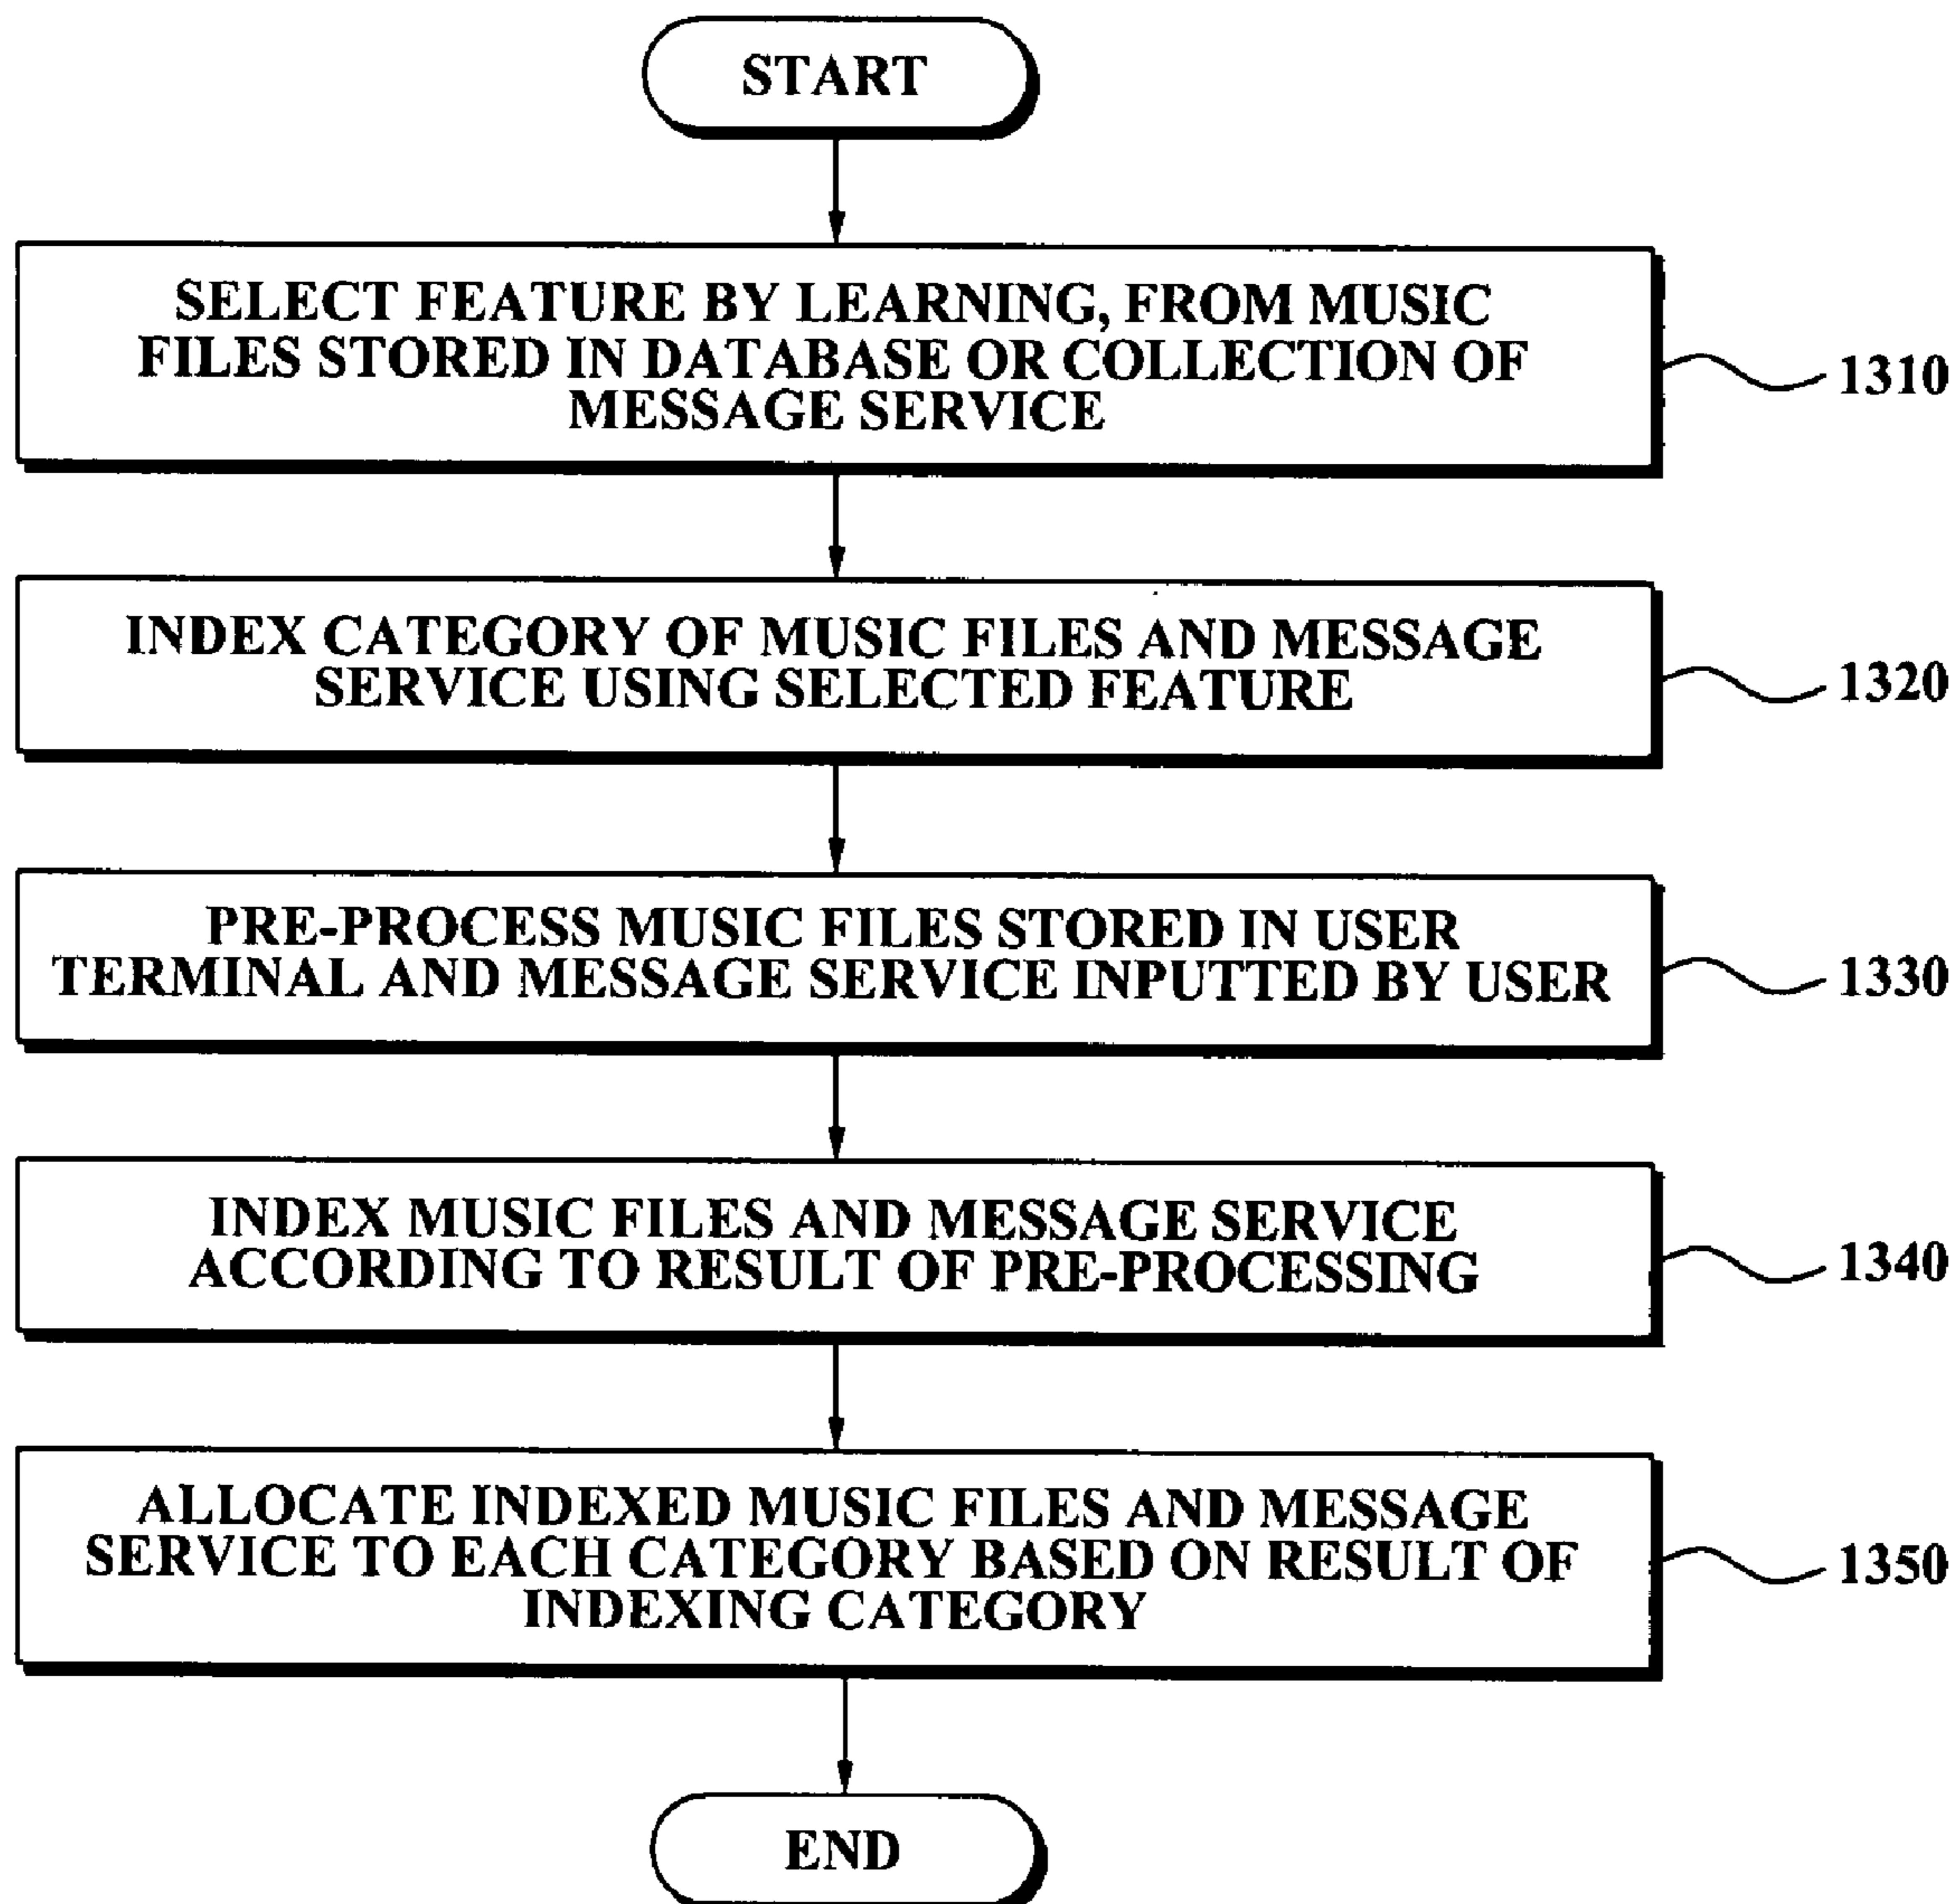 START
SELECT FEATURE BY LEARNING, FROM MUSIC
FILES STORED IN DATABASE OR COLLECTION OF
MESSAGE SERVICE
1310
INDEX CATEGORY OF MUSIC FILES AND MESSAGE
SERVICE USING SELECTED FEATURE
1320
PRE-PROCESS MUSIC FILES STORED IN USER
TERMINAL AND MESSAGE SERVICE INPUTTED BY USER
1330
INDEX MUSIC FILES AND MESSAGE SERVICE
ACCORDING TO RESULT OF PRE-PROCESSING
1340
ALLOCATE INDEXED MUSIC FILES AND MESSAGE
SERVICE TO EACH CATEGORY BASED ON RESULT OF
INDEXING CATEGORY
1350
END